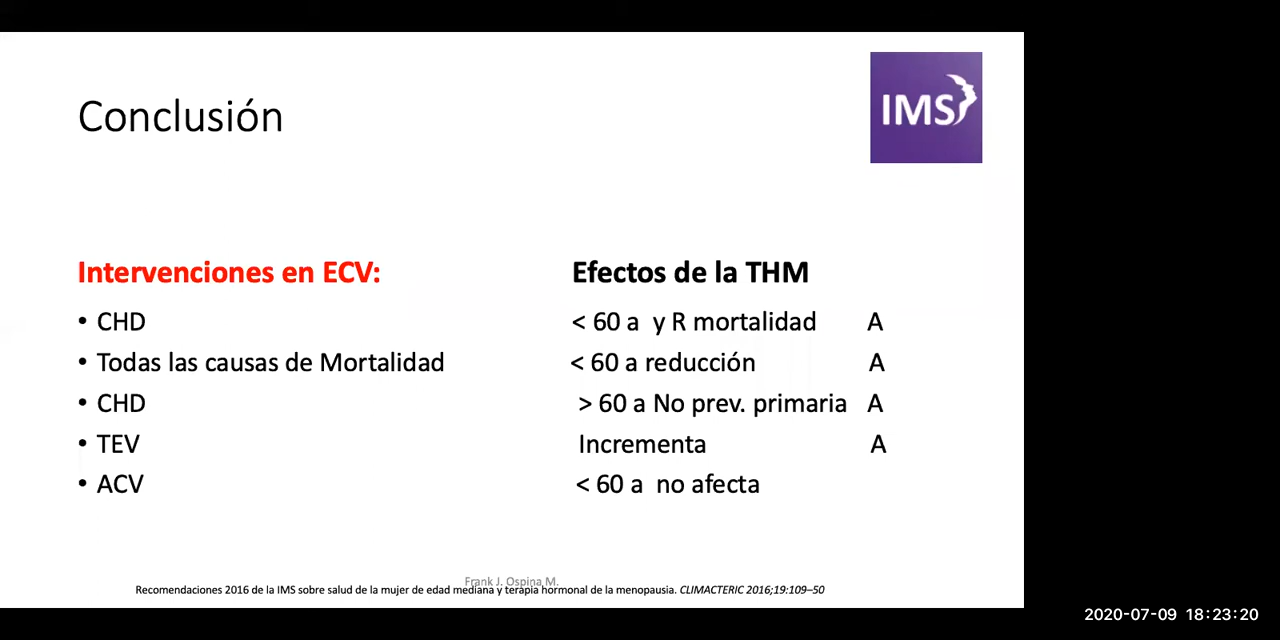 Conclusión
IMS
Intervenciones en ECV: Efectos de la THM
• CHD < 60 a y R mortalidad A
• Todas las causas de Mortalidad < 60 a reducción A
• CHD > 60 a No prev. primaria A
• TEV Incrementa A
• ACV < 60 a no afecta
Frank J. Ospina M.
Recomendaciones 2016 de la IMS sobre salud de la mujer de edad mediana y terapia hormonal de la menopausia. CLIMACTERIC 2016;19:109–50
2020-07-09 18:23:20